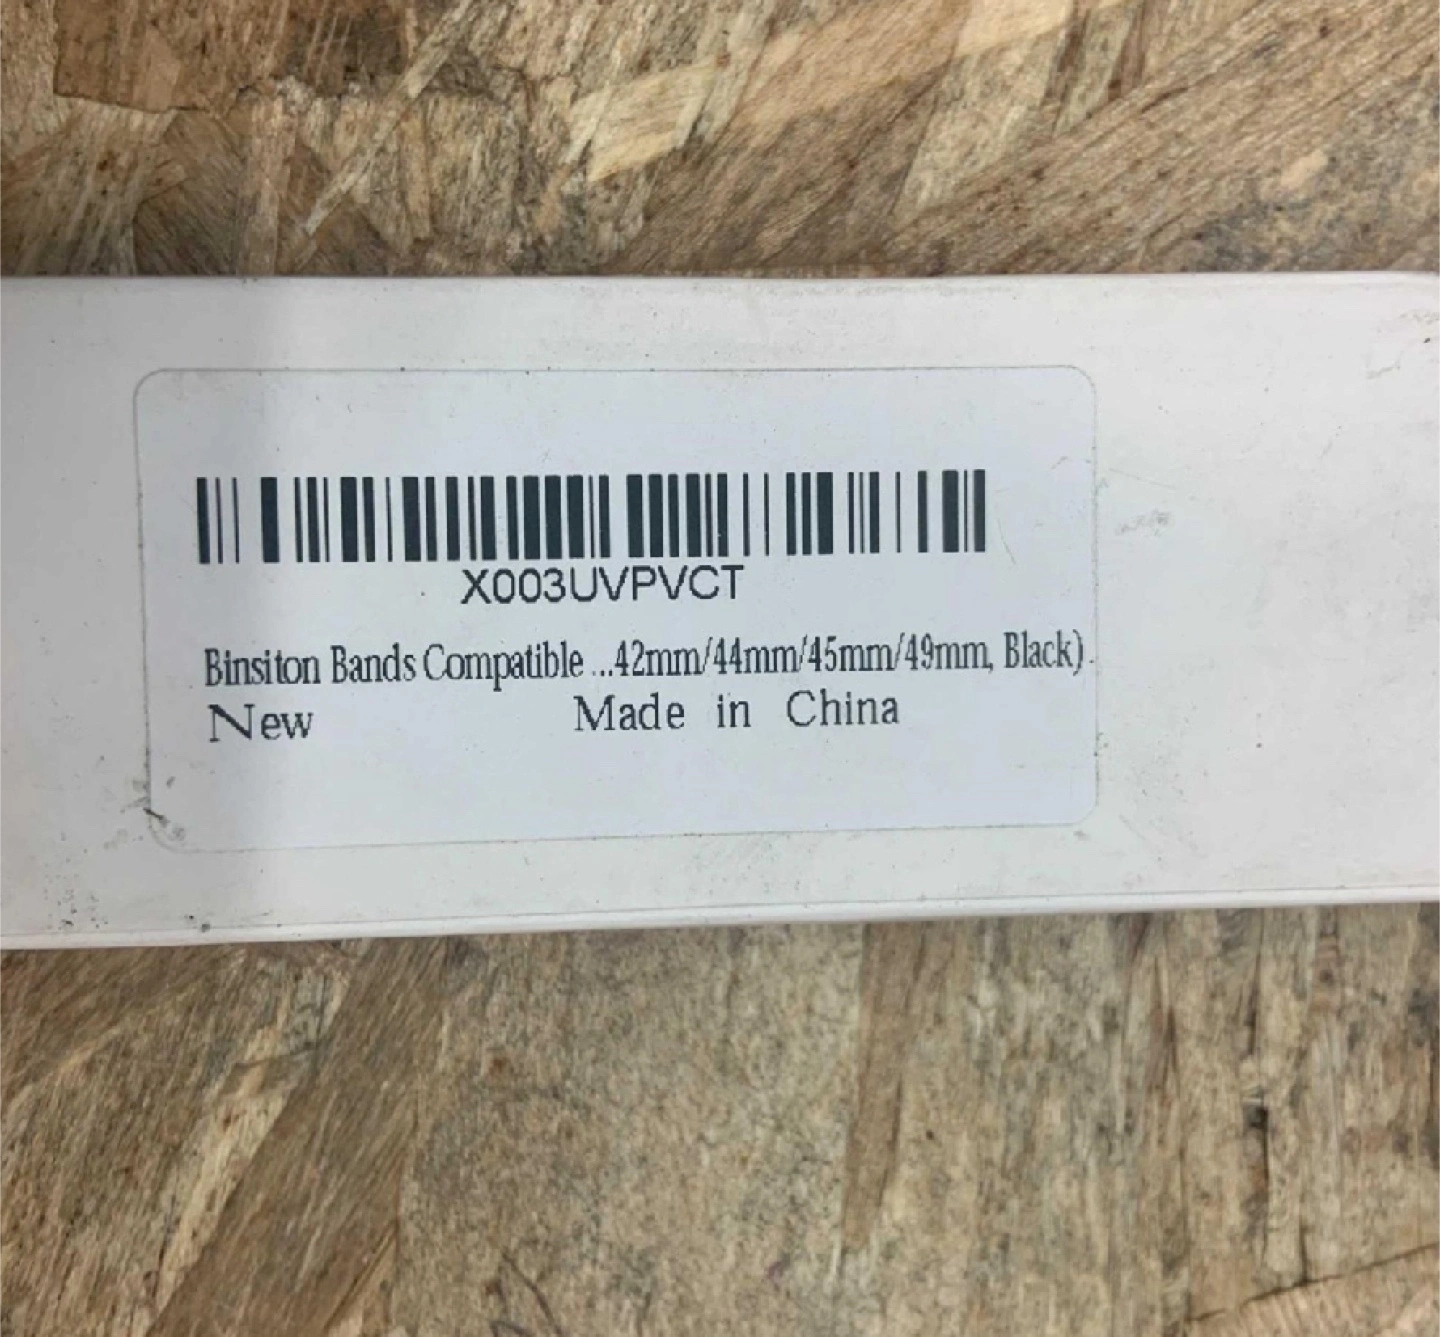 X003UVPVCT
Binsiton Bands Compatible ...42mm/44mm/45mm/49mm, Black)
New Made in China